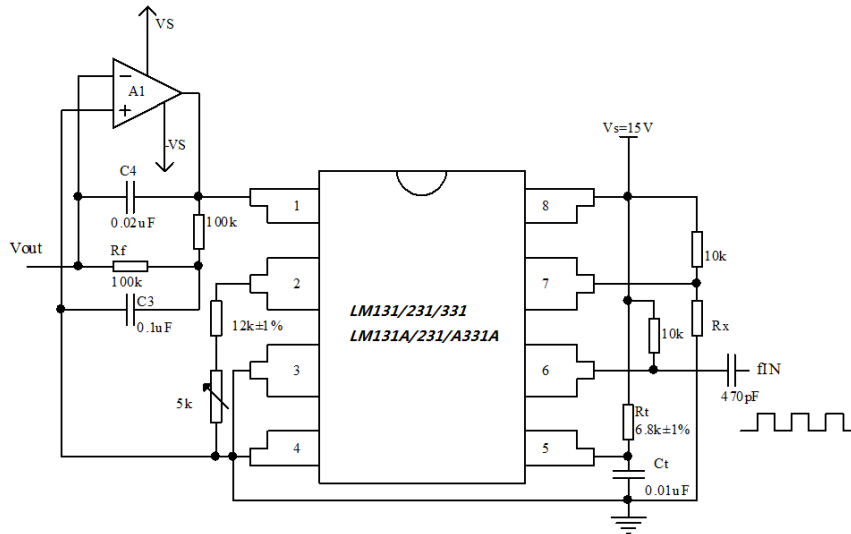 VS
A1
-VS
Vs=15V
C4
0.02uF
100k
1
8
10k
Vout
Rf
100k
2
7
C3
0.1uF
12k±1%
LM131/231/331
LM131A/231/A331A
10k
Rx
3
6
fIN
470pF
5k
Rt
6.8k±1%
4
5
Ct
0.01uF